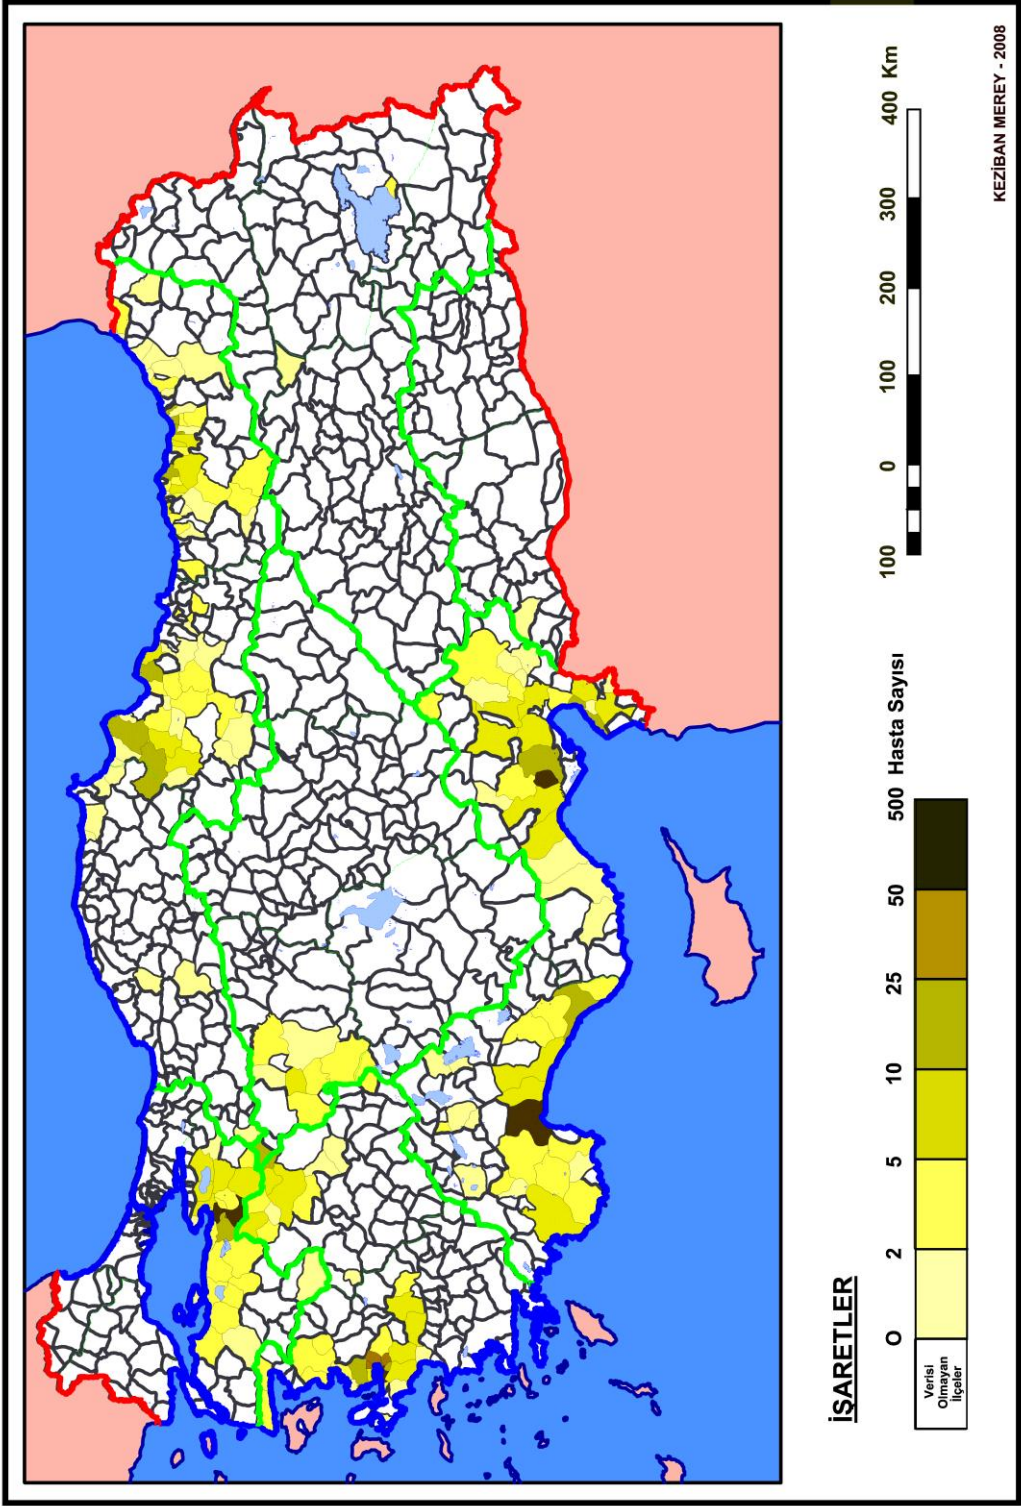 İŞARETLER
Verisi
Olmayan
İlçeler
0 2 5 10 25 50 500 Hasta Sayısı
100 0 100 200 300 400 Km
KEZİBAN MEREY - 2008